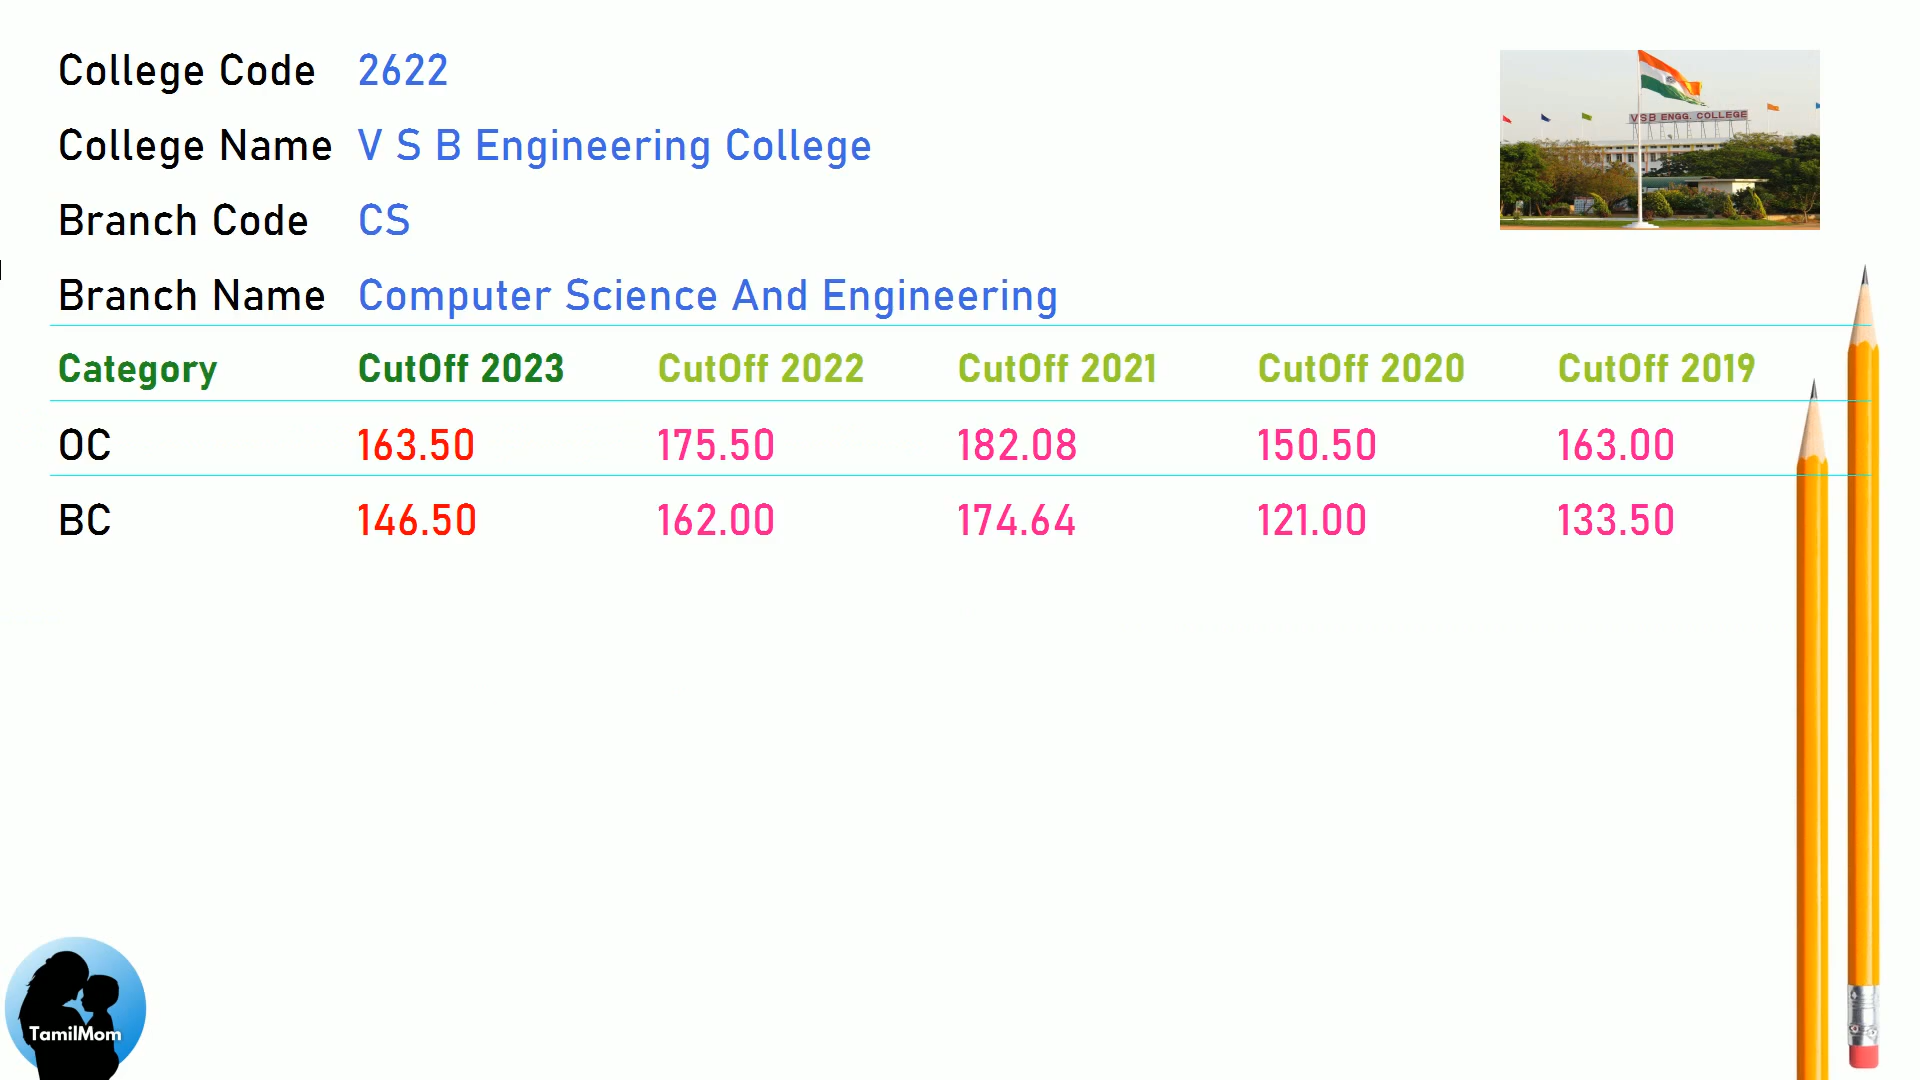 College Code 2622
College Name V S B Engineering College
Branch Code CS
Branch Name Computer Science And Engineering
Category CutOff 2023 CutOff 2022 CutOff 2021 CutOff 2020 CutOff 2019
OC 163.50 175.50 182.08 150.50 163.00
BC 146.50 162.00 174.64 121.00 133.50
VSB ENGG. COLLEGE
TamilMom